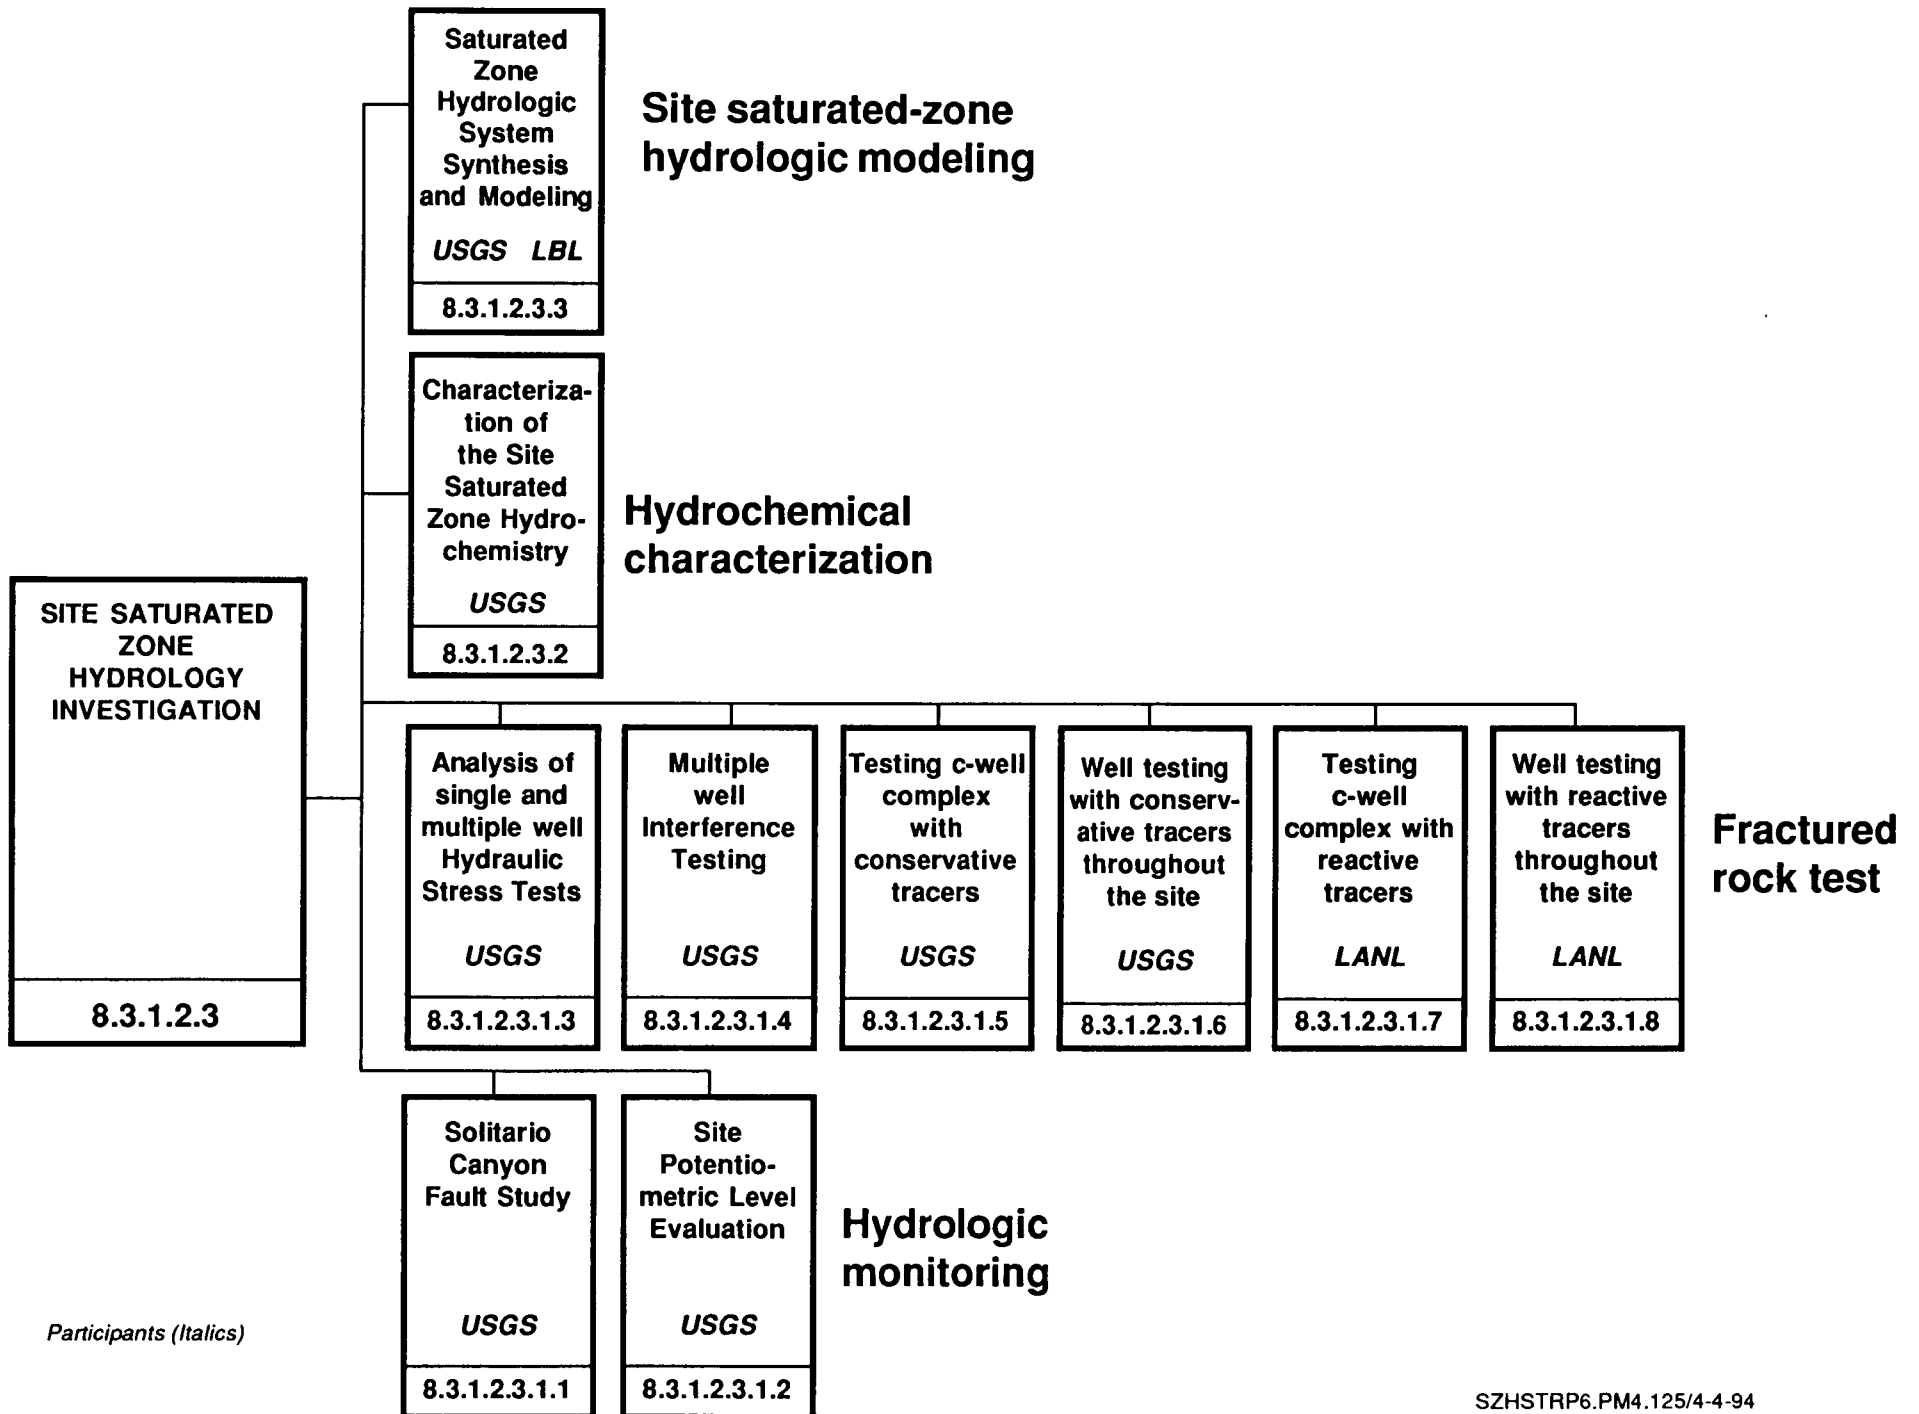 Saturated
Zone
Hydrologic
System
Synthesis
and Modeling
USGS LBL
8.3.1.2.3.3
Site saturated-zone
hydrologic modeling
Characteriza-
tion of
the Site
Saturated
Zone Hydro-
chemistry
USGS
8.3.1.2.3.2
Hydrochemical
characterization
SITE SATURATED
ZONE
HYDROLOGY
INVESTIGATION
8.3.1.2.3
Analysis of
single and
multiple well
Hydraulic
Stress Tests
USGS
8.3.1.2.3.1.3
Multiple
well
Interference
Testing
USGS
8.3.1.2.3.1.4
Testing c-well
complex
with
conservative
tracers
USGS
8.3.1.2.3.1.5
Well testing
with conserv-
ative tracers
throughout
the site
USGS
8.3.1.2.3.1.6
Testing
c-well
complex with
reactive
tracers
LANL
8.3.1.2.3.1.7
Well testing
with reactive
tracers
throughout
the site
LANL
8.3.1.2.3.1.8
Fractured
rock test
Solitario
Canyon
Fault Study
USGS
8.3.1.2.3.1.1
Site
Potentio-
metric Level
Evaluation
USGS
8.3.1.2.3.1.2
Hydrologic
monitoring
Participants (Italics)
SZHSTRP6.PM4.125/4-4-94